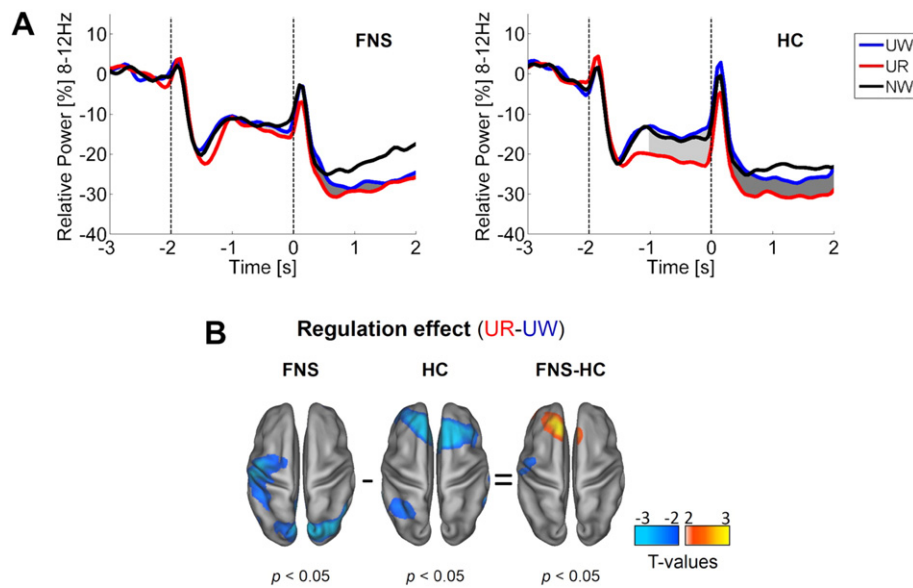 A
FNS
HC
UW
UR
NW
Relative Power [%] 8-12Hz
10
0
-10
-20
-30
-40
-3
-2
-1
0
1
2
Time [s]
Relative Power [%] 8-12Hz
10
0
-10
-20
-30
-40
-3
-2
-1
0
1
2
Time [s]
B
Regulation effect (UR-UW)
FNS
HC
FNS-HC
-
=
p < 0.05
p < 0.05
p < 0.05
-3 -2 2 3
T-values